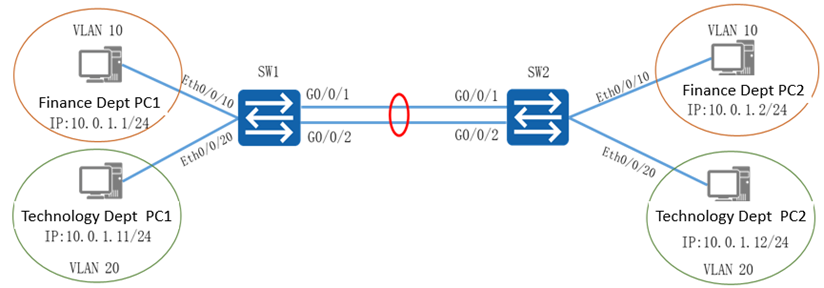 VLAN 10
Finance Dept PC1
IP:10.0.1.1/24
Eth0/0/10
Eth0/0/20
Technology Dept PC1
IP:10.0.1.11/24
VLAN 20
SW1
G0/0/1
G0/0/2
SW2
G0/0/1
G0/0/2
VLAN 10
Finance Dept PC2
IP:10.0.1.2/24
Eth0/0/10
Eth0/0/20
Technology Dept PC2
IP:10.0.1.12/24
VLAN 20